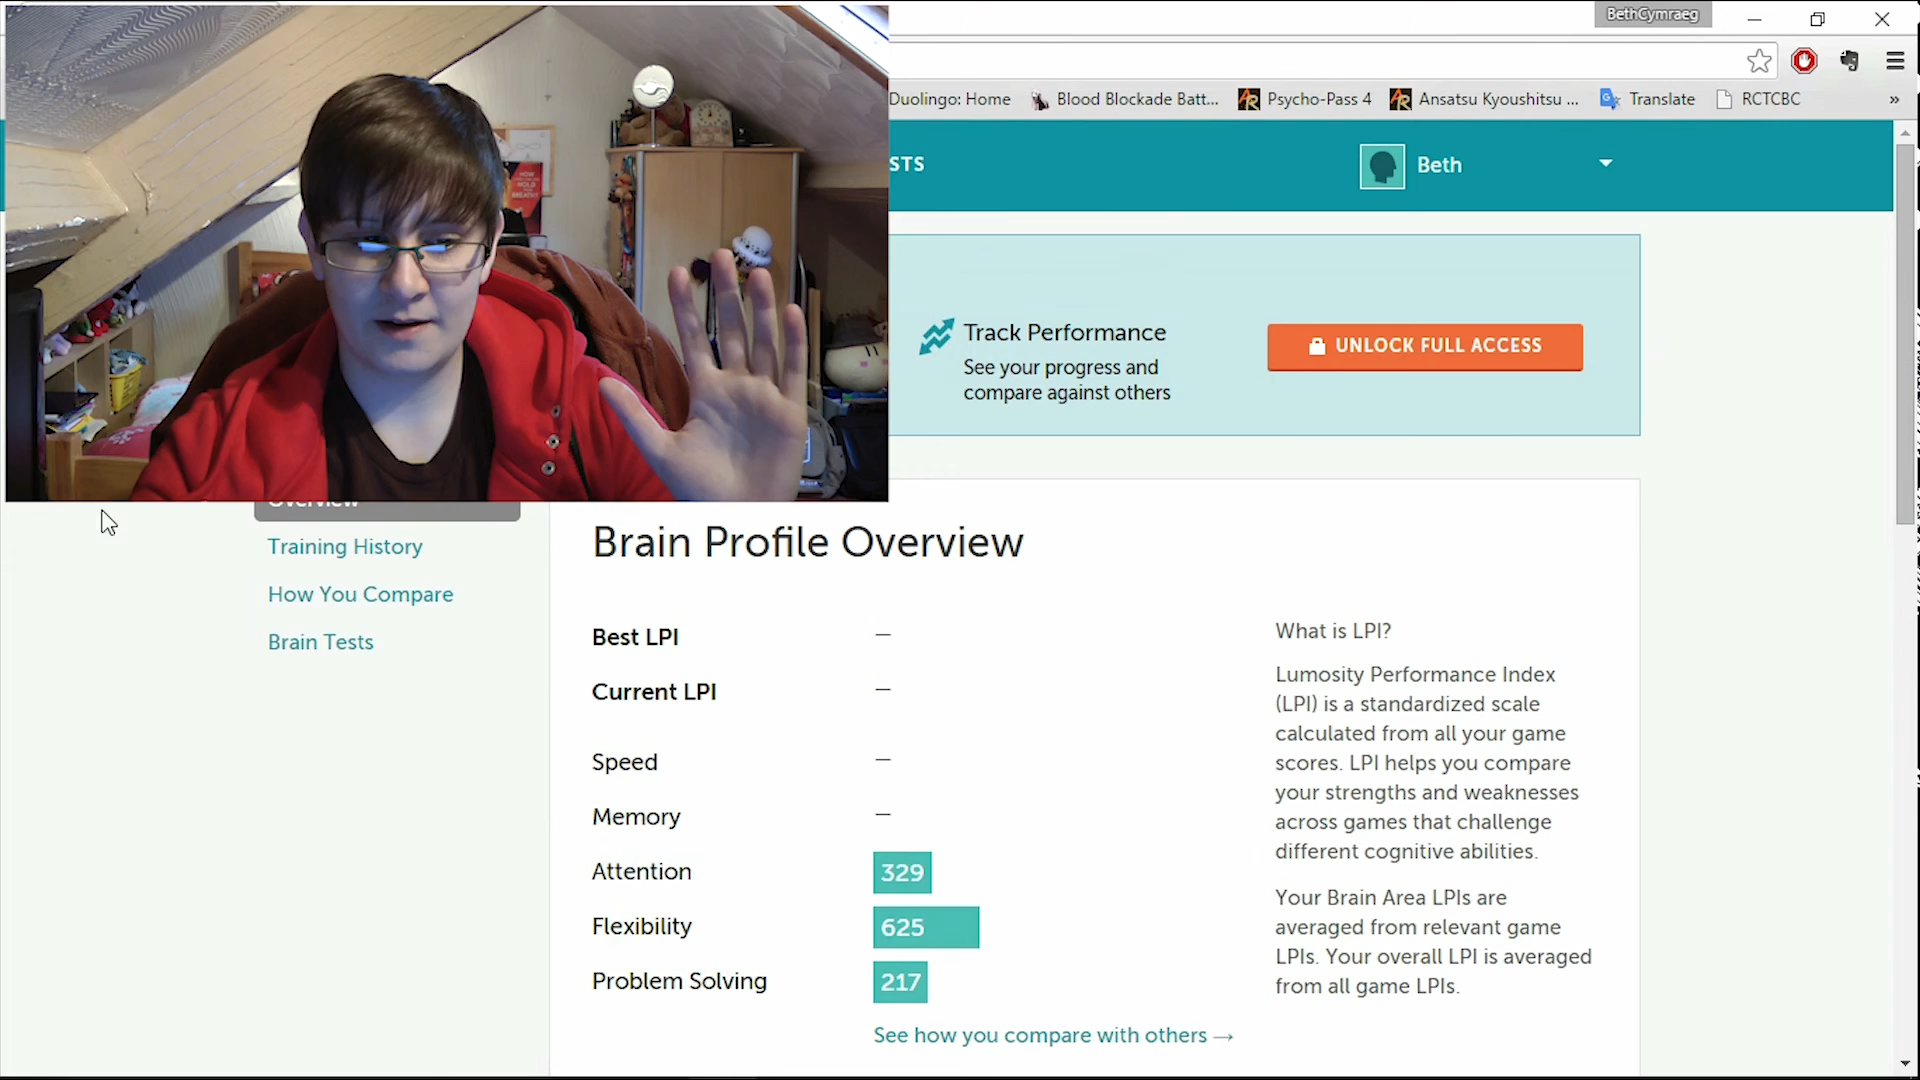 BethCymraeg
Duolingo: Home
Blood Blockade Batt...
Psycho-Pass 4
Ansatsu Kyoushitsu ...
Translate
RCTCBC
»
STS
Beth
Track Performance
See your progress and
compare against others
UNLOCK FULL ACCESS
HOLD
Overview
Training History
How You Compare
Brain Tests
Brain Profile Overview
Best LPI —
Current LPI —
Speed —
Memory —
Attention 329
Flexibility 625
Problem Solving 217
See how you compare with others →
What is LPI?
Lumosity Performance Index
(LPI) is a standardized scale
calculated from all your game
scores. LPI helps you compare
your strengths and weaknesses
across games that challenge
different cognitive abilities.
Your Brain Area LPIs are
averaged from relevant game
LPIs. Your overall LPI is averaged
from all game LPIs.